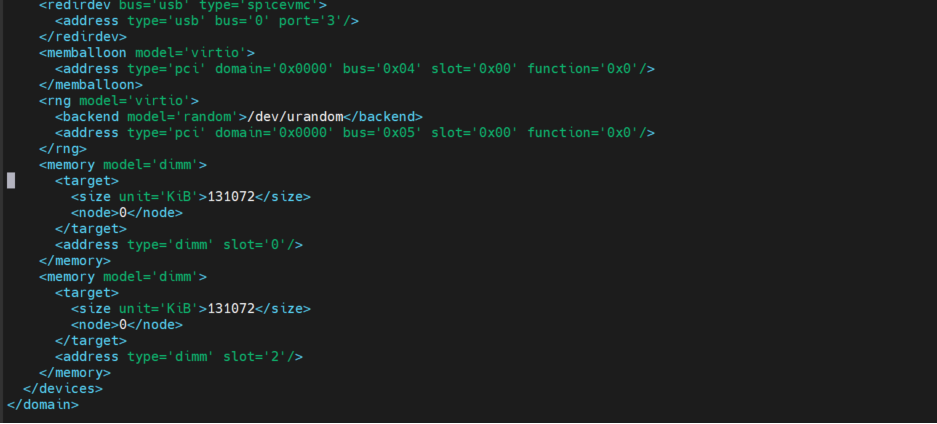 <redirdev bus='usb' type='spicevmc'>
<address type='usb' bus='0' port='3'/>
</redirdev>
<memballoon model='virtio'>
<address type='pci' domain='0x0000' bus='0x04' slot='0x00' function='0x0'/>
</memballoon>
<rng model='virtio'>
<backend model='random'>/dev/urandom</backend>
<address type='pci' domain='0x0000' bus='0x05' slot='0x00' function='0x0'/>
</rng>
<memory model='dimm'>
<target>
<size unit='KiB'>131072</size>
<node>0</node>
</target>
<address type='dimm' slot='0'/>
</memory>
<memory model='dimm'>
<target>
<size unit='KiB'>131072</size>
<node>0</node>
</target>
<address type='dimm' slot='2'/>
</memory>
</devices>
</domain>